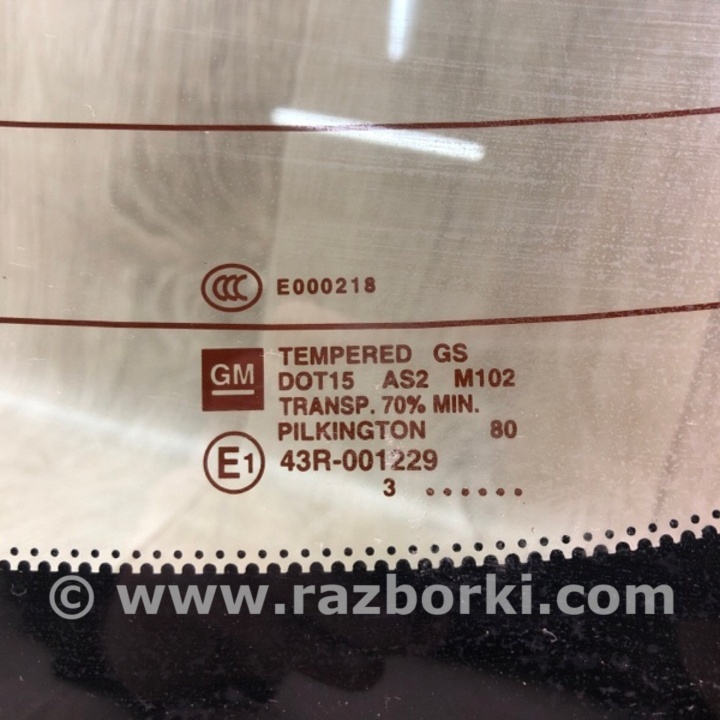 CCC E000218
GM
TEMPERED GS
DOT15 AS2 M102
TRANSP. 70% MIN.
PILKINGTON 80
E1 43R-001229
3 . . . . . .
© www.razborki.com